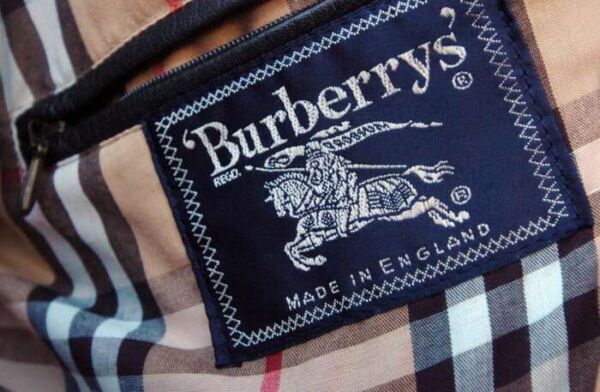 'Burberrys' ®
REGD.
®
MADE IN ENGLAND